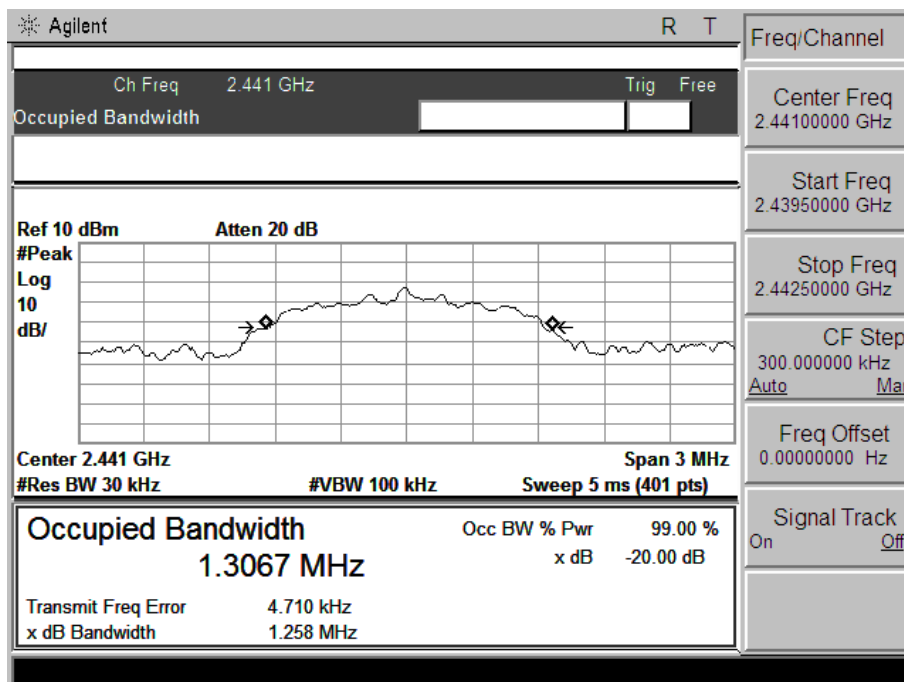 Agilent
R T
Freq/Channel
Ch Freq 2.441 GHz Trig Free
Occupied Bandwidth
Center Freq
2.44100000 GHz
Start Freq
2.43950000 GHz
Ref 10 dBm Atten 20 dB
#Peak
Log
10
dB/
Stop Freq
2.44250000 GHz
CF Step
300.000000 kHz
Auto Man
Freq Offset
0.00000000 Hz
Center 2.441 GHz Span 3 MHz
#Res BW 30 kHz #VBW 100 kHz Sweep 5 ms (401 pts)
Signal Track
On Off
Occupied Bandwidth Occ BW % Pwr 99.00 %
1.3067 MHz x dB -20.00 dB
Transmit Freq Error 4.710 kHz
x dB Bandwidth 1.258 MHz